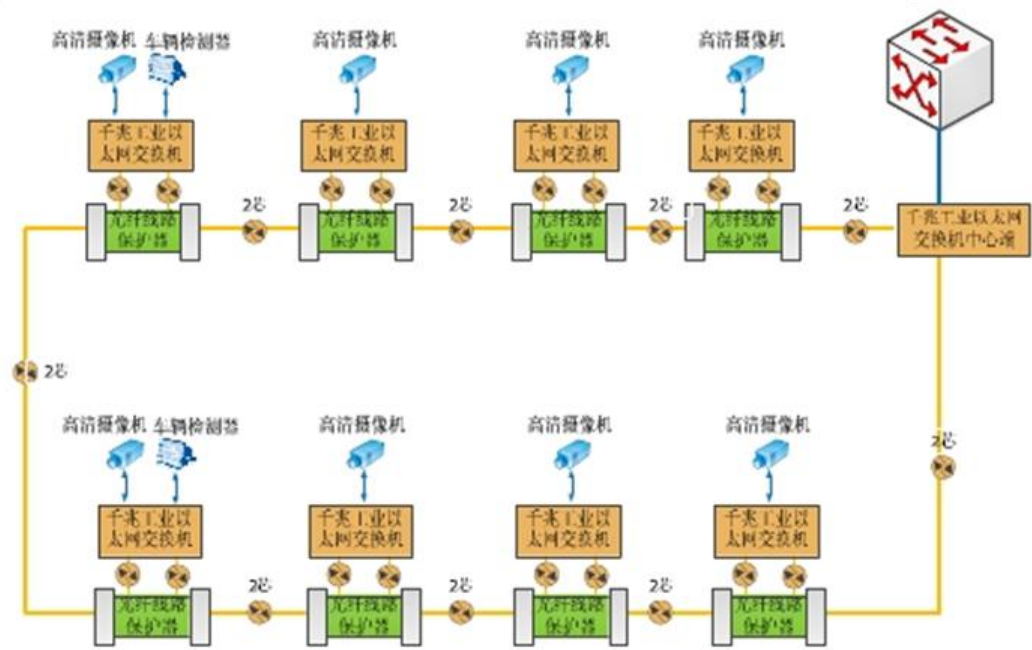 高清摄像机 车辆检测器 高清摄像机 高清摄像机 高清摄像机
千兆工业以
太网交换机
千兆工业以
太网交换机
千兆工业以
太网交换机
千兆工业以
太网交换机
2芯 2芯 2芯 2芯
光纤线路
保护器
光纤线路
保护器
光纤线路
保护器
光纤线路
保护器
千兆工业以太网
交换机中心端
2芯
高清摄像机 车辆检测器 高清摄像机 高清摄像机 高清摄像机
2芯
千兆工业以
太网交换机
千兆工业以
太网交换机
千兆工业以
太网交换机
千兆工业以
太网交换机
2芯 2芯 2芯
光纤线路
保护器
光纤线路
保护器
光纤线路
保护器
光纤线路
保护器